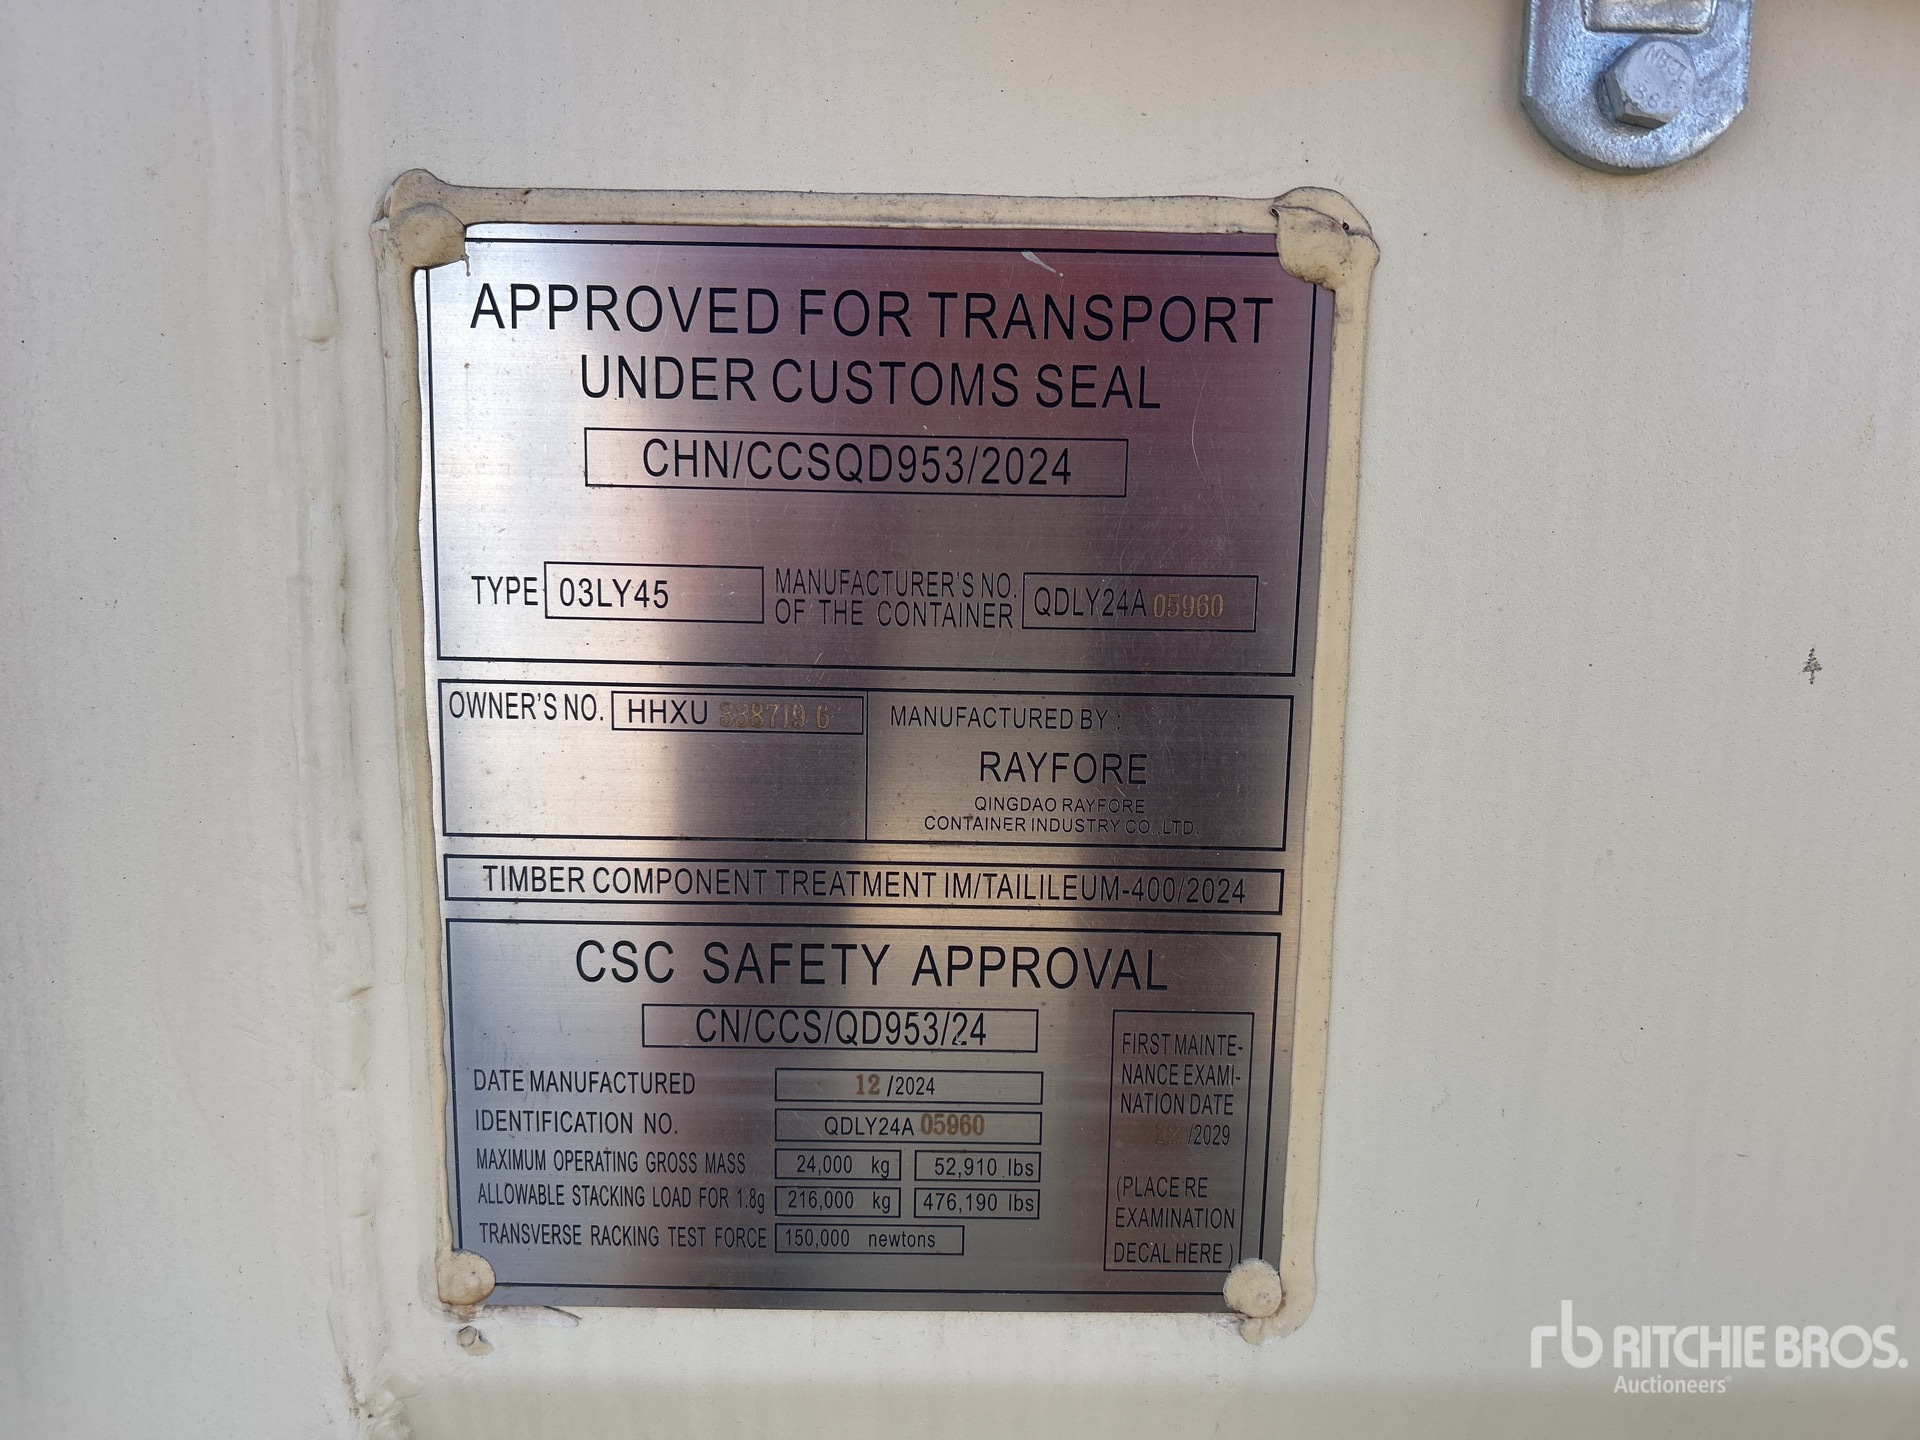 APPROVED FOR TRANSPORT
UNDER CUSTOMS SEAL
CHN/CCSQD953/2024
TYPE 03LY45
MANUFACTURER'S NO.
OF THE CONTAINER
QDLY24A 05960
OWNER'S NO. HHXU 338719 6
MANUFACTURED BY :
RAYFORE
QINGDAO RAYFORE
CONTAINER INDUSTRY CO.,LTD.
TIMBER COMPONENT TREATMENT IM/TAILILEUM-400/2024
CSC SAFETY APPROVAL
CN/CCS/QD953/24
DATE MANUFACTURED 12 /2024
IDENTIFICATION NO. QDLY24A 05960
MAXIMUM OPERATING GROSS MASS 24,000 kg 52,910 lbs
ALLOWABLE STACKING LOAD FOR 1.8g 216,000 kg 476,190 lbs
TRANSVERSE RACKING TEST FORCE 150,000 newtons
FIRST MAINTE-
NANCE EXAMI-
NATION DATE
12 /2029
(PLACE RE
EXAMINATION
DECAL HERE )
rb RITCHIE BROS.
Auctioneers